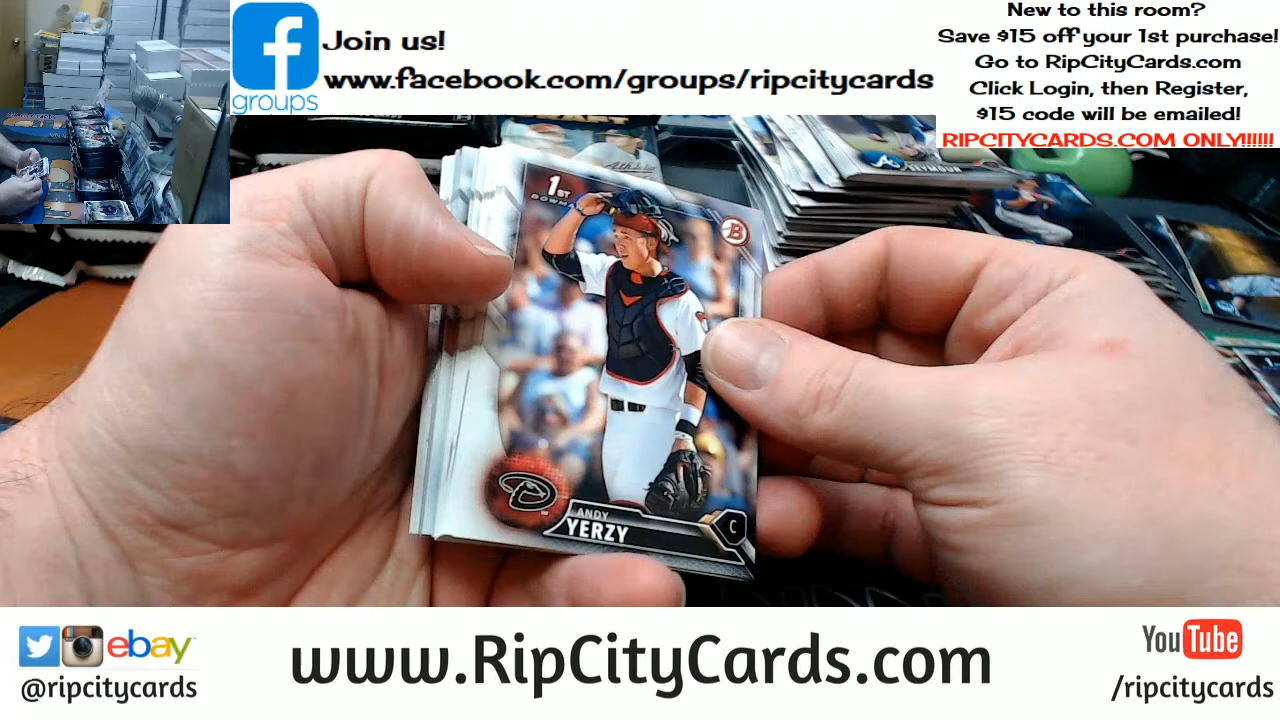 groups
Join us!
www.facebook.com/groups/ripcitycards
New to this room?
Save $15 off your 1st purchase!
Go to RipCityCards.com
Click Login, then Register,
$15 code will be emailed!
RIPCITYCARDS.COM ONLY!!!!!!
SEYMOUR
1ST
BOWMAN
B
ANDY
YERZY
C
ebay
@ripcitycards
www.RipCityCards.com
YouTube
/ripcitycards